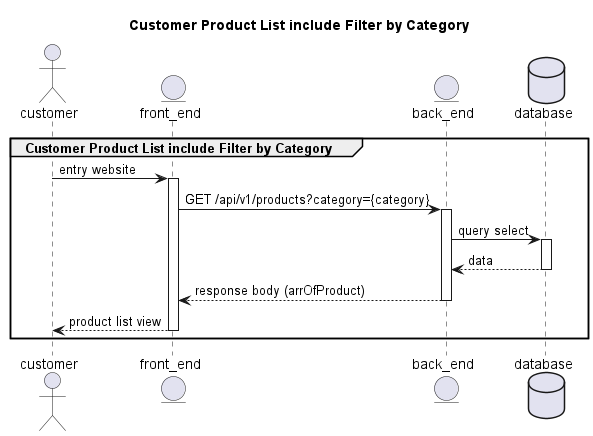 Customer Product List include Filter by Category
customer
front_end
back_end
database
Customer Product List include Filter by Category
entry website
GET /api/v1/products?category={category}
query select
data
response body (arrOfProduct)
product list view
customer
front_end
back_end
database